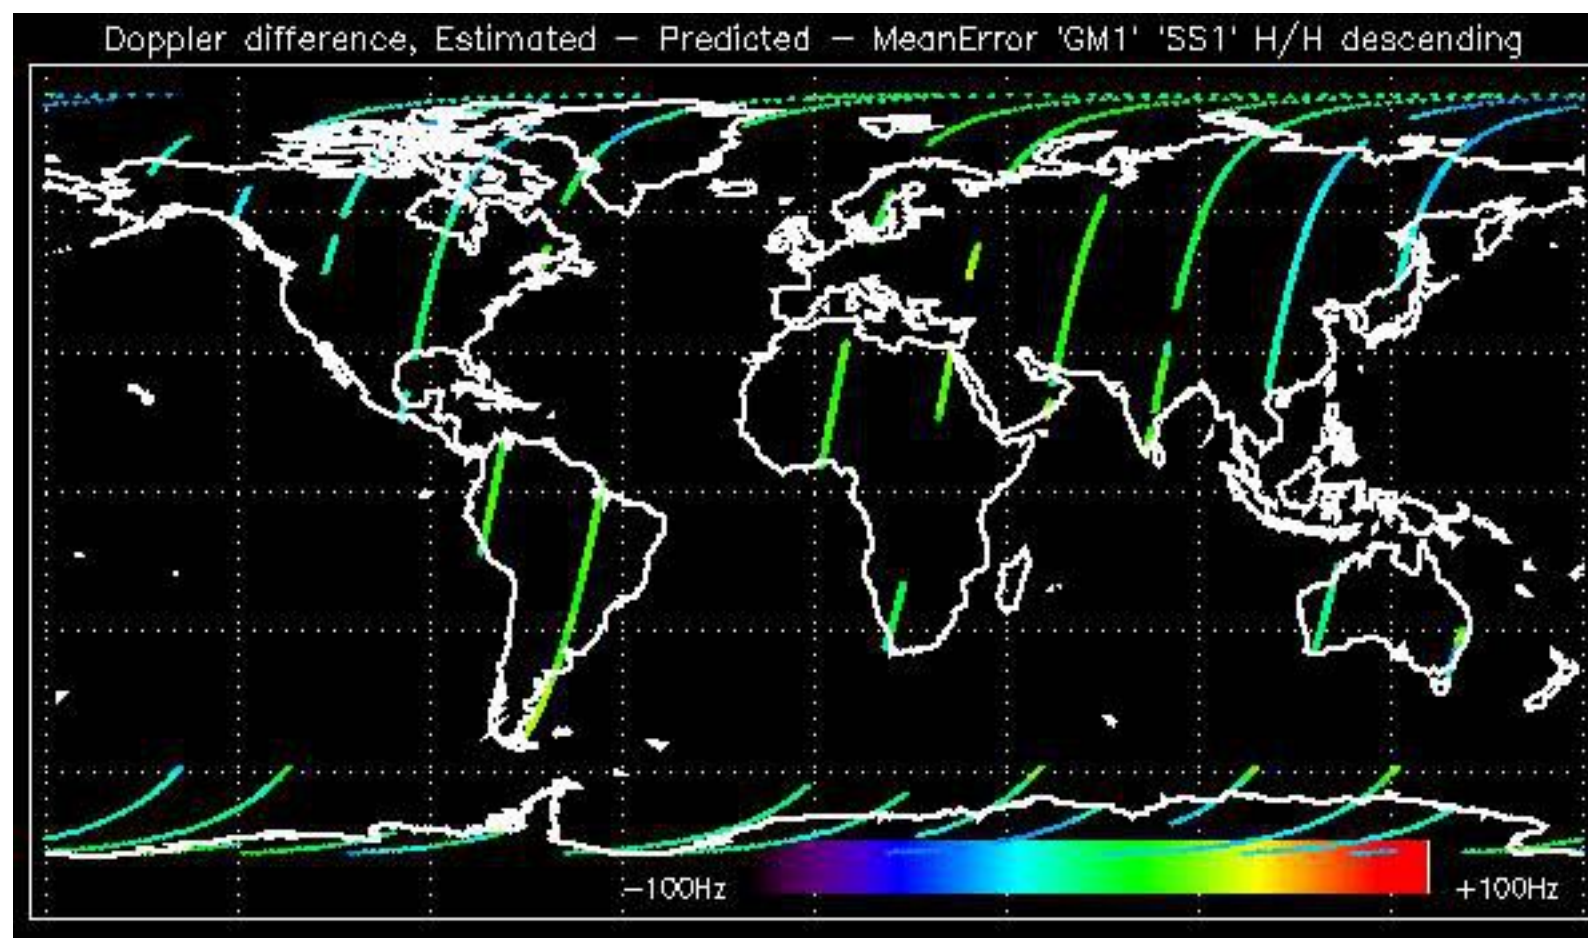 Doppler difference, Estimated – Predicted – MeanError 'GM1' 'SS1' H/H descending
−100Hz +100Hz